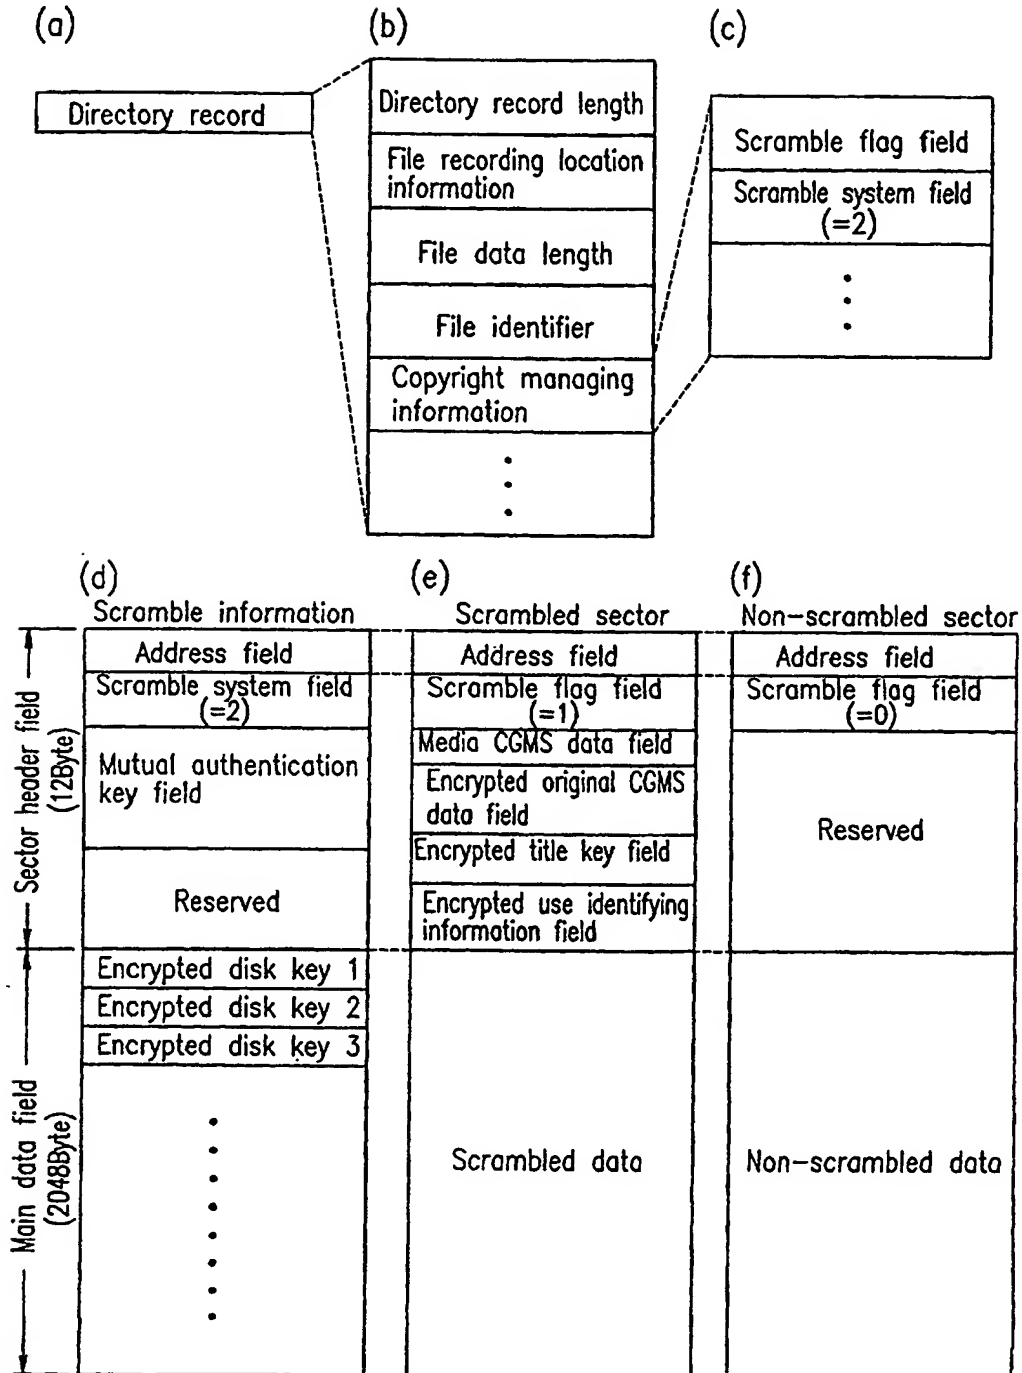 (a)
Directory record
(b)
Directory record length
File recording location
information
File data length
File identifier
Copyright managing
information
(c)
Scramble flag field
Scramble system field
(=2)
Sector header field
(12Byte)
Main data field
(2048Byte)
(d)
Scramble information
Address field
Scramble system field
(=2)
Mutual authentication
key field
Reserved
Encrypted disk key 1
Encrypted disk key 2
Encrypted disk key 3
(e)
Scrambled sector
Address field
Scramble flag field
(=1)
Media CGMS data field
Encrypted original CGMS
data field
Encrypted title key field
Encrypted use identifying
information field
Scrambled data
(f)
Non-scrambled sector
Address field
Scramble flag field
(=0)
Reserved
Non-scrambled data